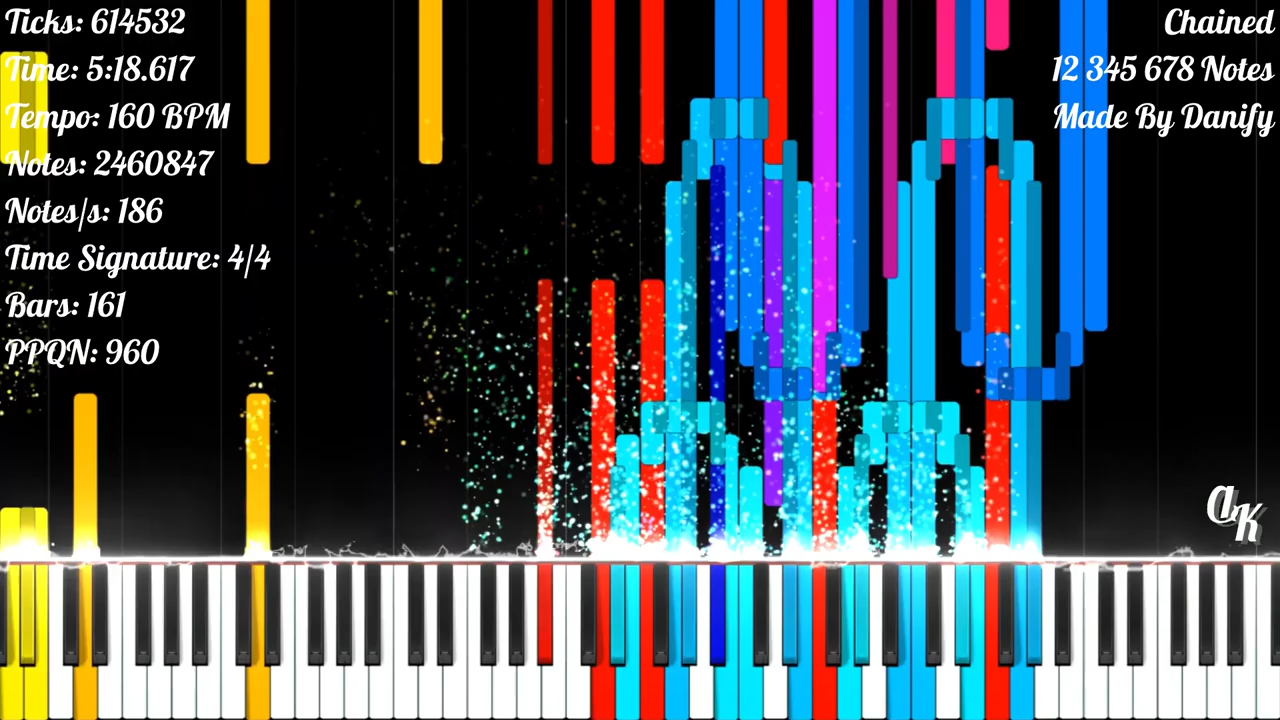 Ticks: 614532
Time: 5:18.617
Tempo: 160 BPM
Notes: 2460847
Notes/s: 186
Time Signature: 4/4
Bars: 161
PPQN: 960
Chained
12 345 678 Notes
Made By Danify
aK